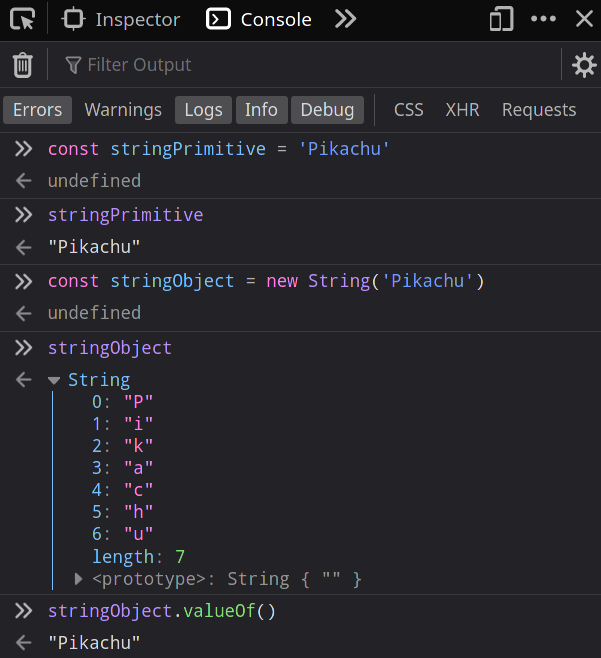 Inspector Console
Filter Output
Errors Warnings Logs Info Debug CSS XHR Requests
const stringPrimitive = 'Pikachu'
undefined
stringPrimitive
"Pikachu"
const stringObject = new String('Pikachu')
undefined
stringObject
String
0: "P"
1: "i"
2: "k"
3: "a"
4: "c"
5: "h"
6: "u"
length: 7
<prototype>: String { "" }
stringObject.valueOf()
"Pikachu"